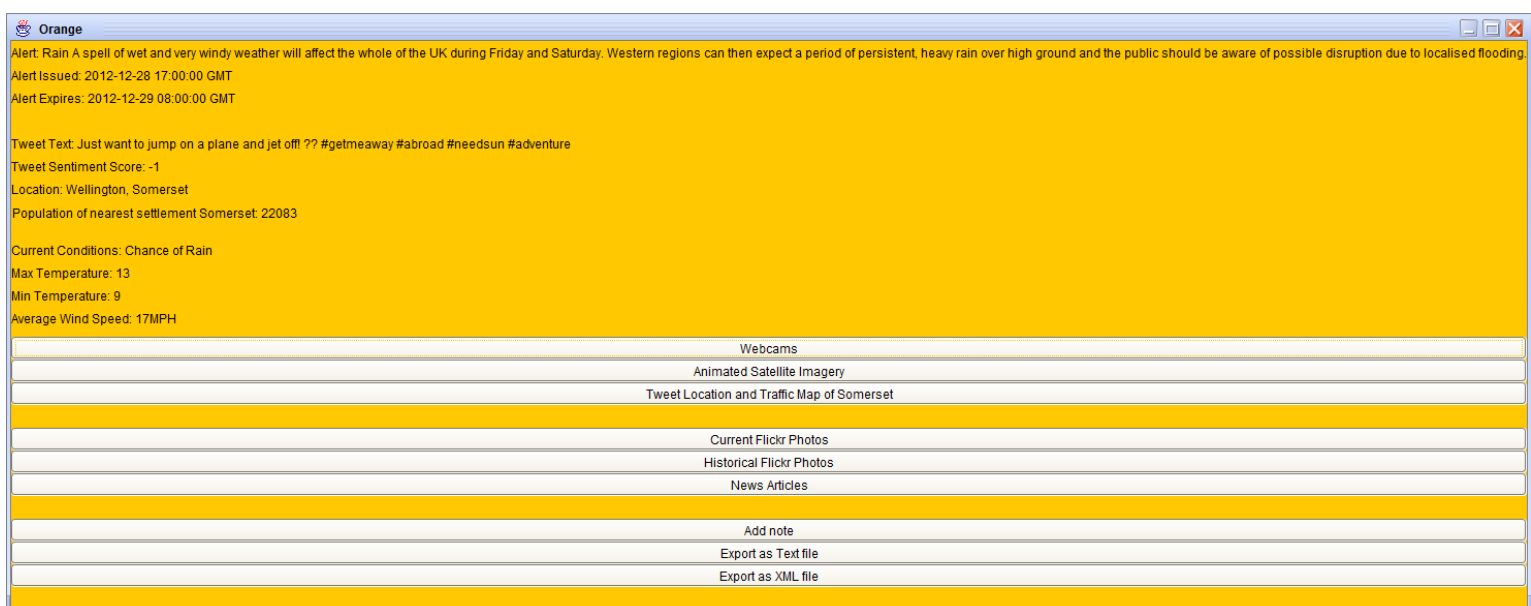 Orange
Alert: Rain A spell of wet and very windy weather will affect the whole of the UK during Friday and Saturday. Western regions can then expect a period of persistent, heavy rain over high ground and the public should be aware of possible disruption due to localised flooding.
Alert Issued: 2012-12-28 17:00:00 GMT
Alert Expires: 2012-12-29 08:00:00 GMT
Tweet Text: Just want to jump on a plane and jet off! ?? #getmeaway #abroad #needsun #adventure
Tweet Sentiment Score: -1
Location: Wellington, Somerset
Population of nearest settlement Somerset: 22083
Current Conditions: Chance of Rain
Max Temperature: 13
Min Temperature: 9
Average Wind Speed: 17MPH
Webcams
Animated Satellite Imagery
Tweet Location and Traffic Map of Somerset
Current Flickr Photos
Historical Flickr Photos
News Articles
Add note
Export as Text file
Export as XML file